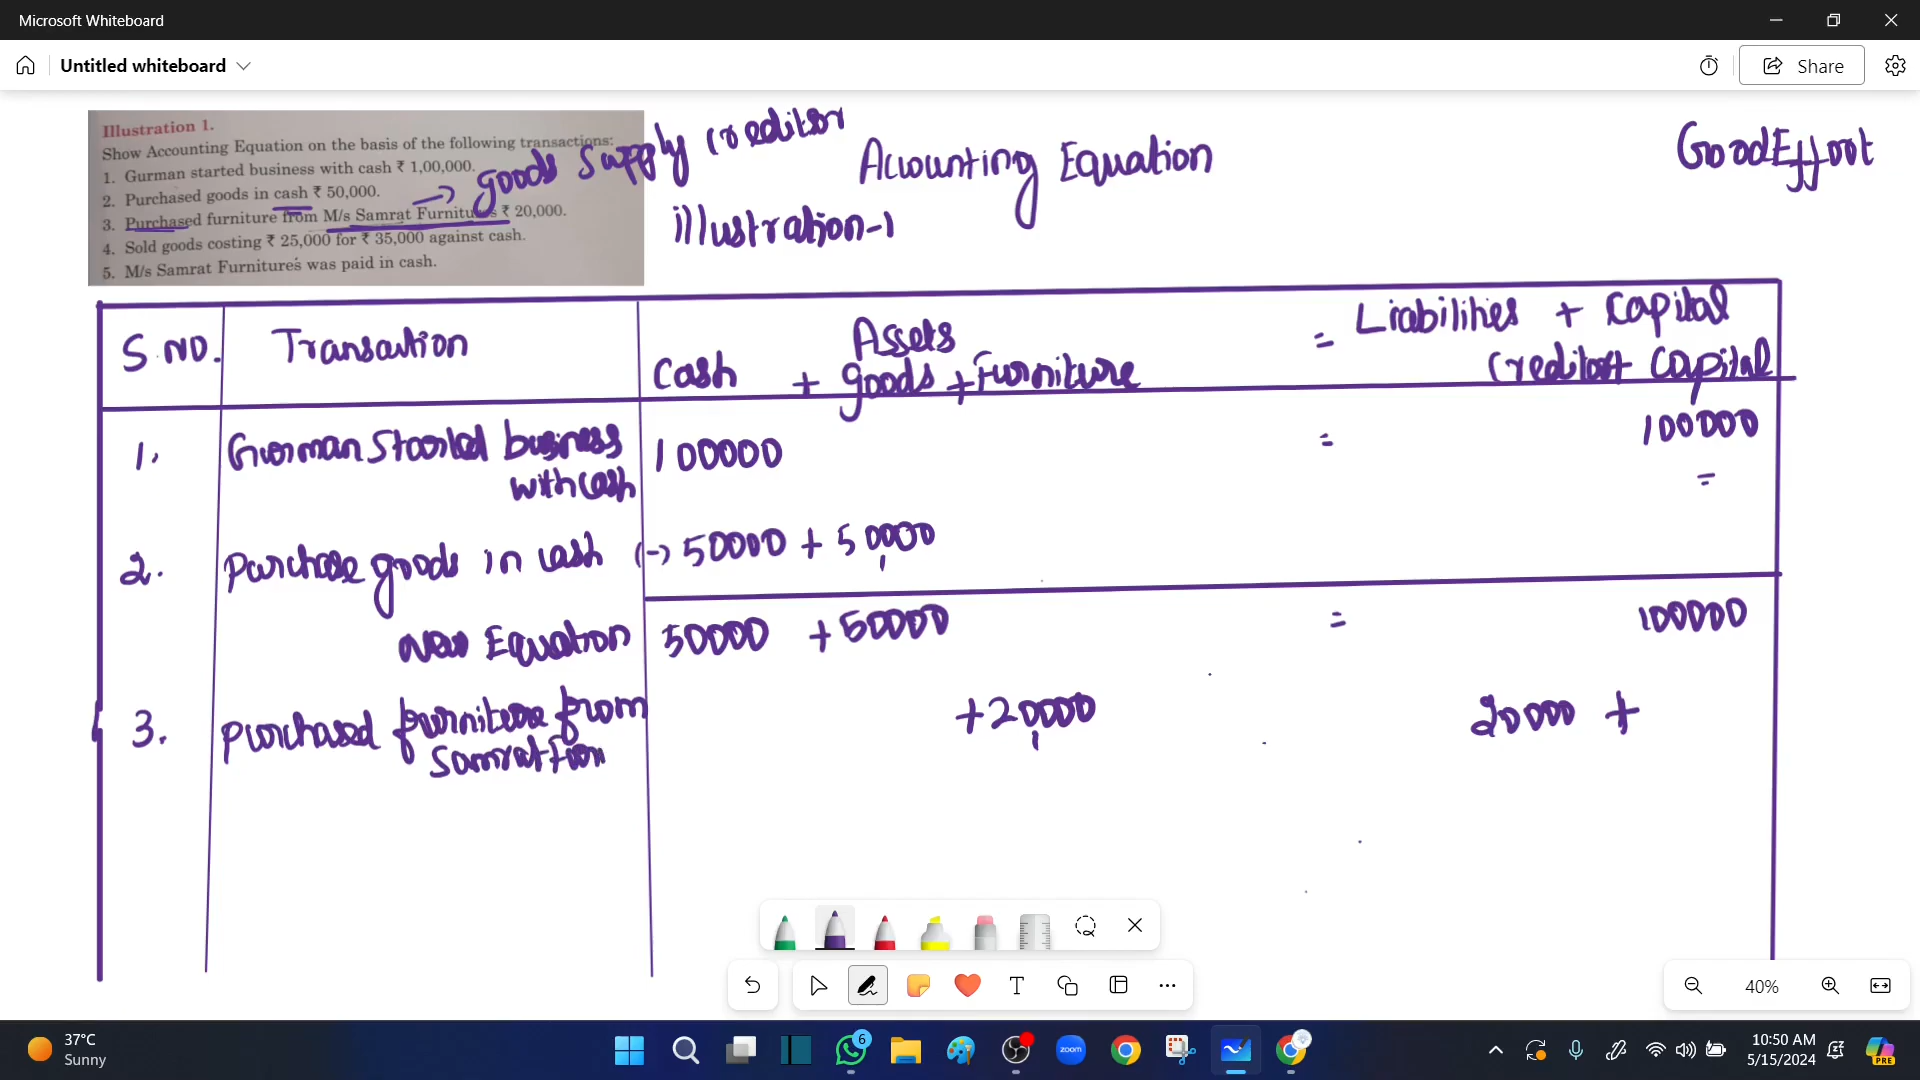 Microsoft Whiteboard
Untitled whiteboard
Share
Illustration 1.
Show Accounting Equation on the basis of the following transactions:
1. Gurman started business with cash ₹ 1,00,000.
2. Purchased goods in cash ₹ 50,000.
3. Purchased furniture from M/s Samrat Furnitures ₹ 20,000.
4. Sold goods costing ₹ 25,000 for ₹ 35,000 against cash.
5. M/s Samrat Furnitures was paid in cash.
→ goods supply creditor
Accounting Equation
illustration-1
GoodEffort
S.NO. Transaction Assets = Liabilities + Capital
Cash + goods + Furniture Creditor + Capital
1. Gurman Started business 100000 = 100000
with cash =
2. Purchase goods in cash (-) 50000 + 50000
New Equation 50000 + 50000 = 100000
3. Purchased furniture from +20000 20000 +
Samrat Furn
40%
37°C
Sunny
6
zoom
10:50 AM
5/15/2024
PRE